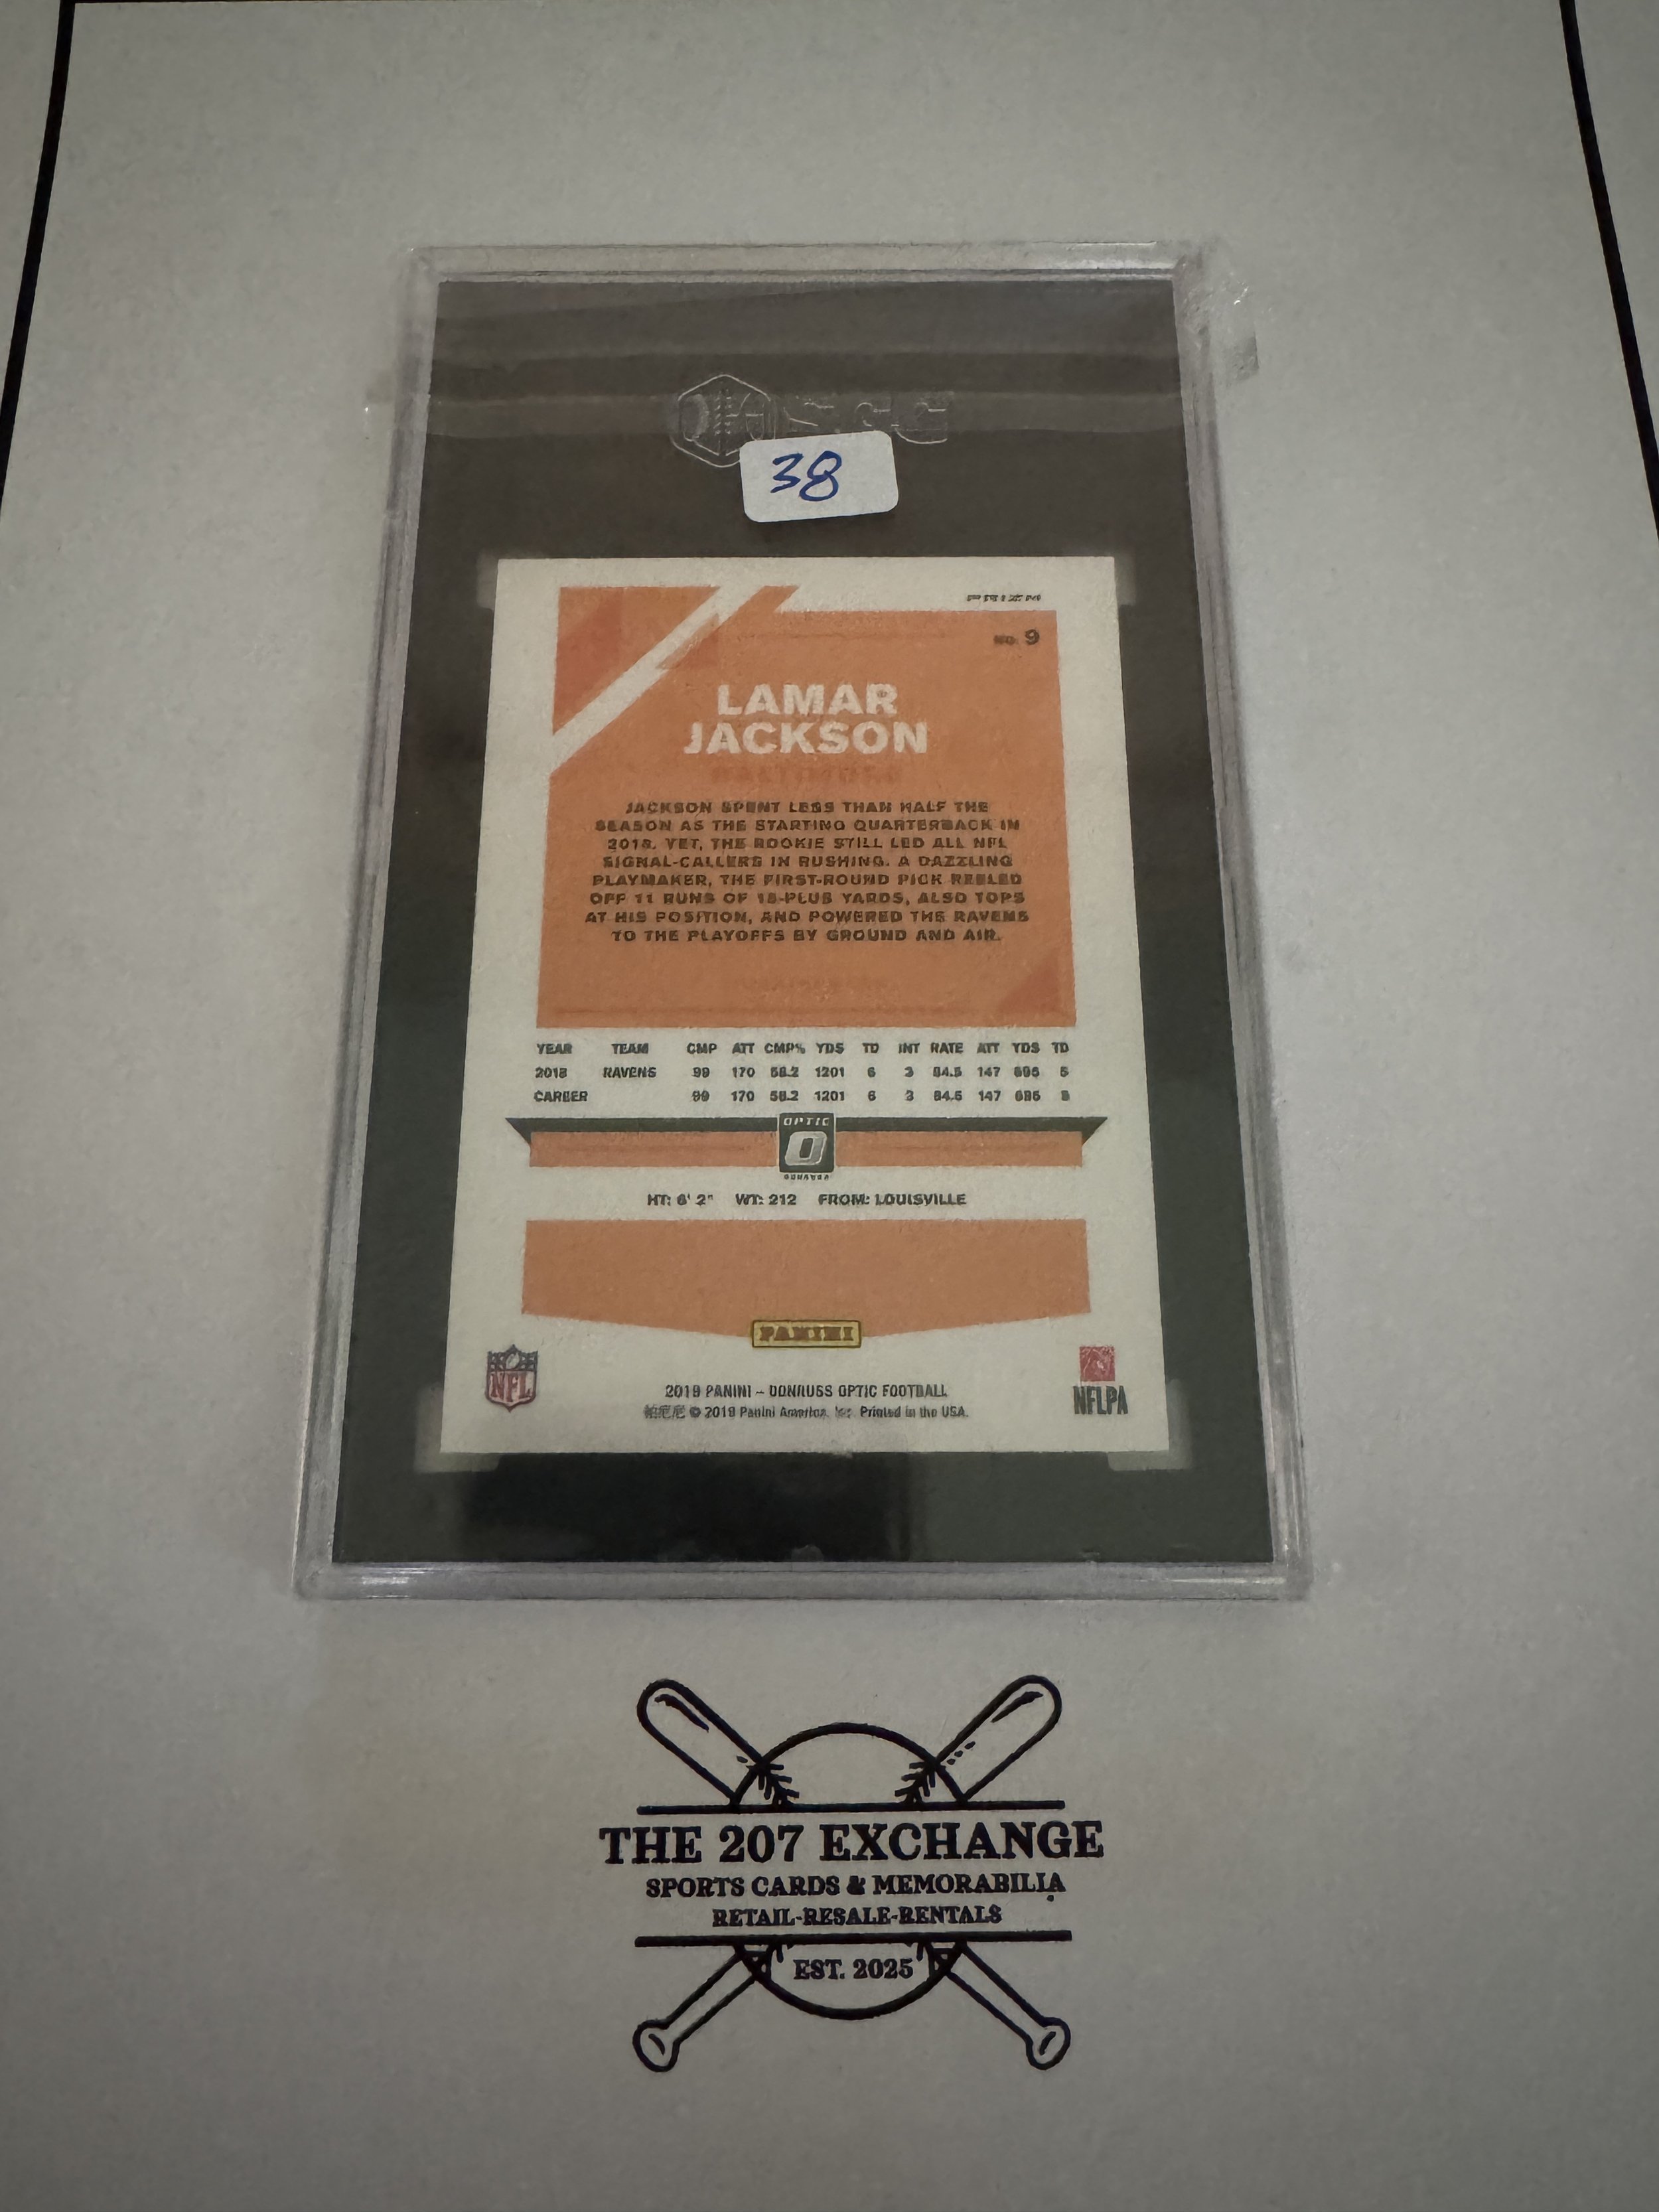 SGC
38
PRIZM
NO. 9
LAMAR
JACKSON
BALTIMORE
JACKSON SPENT LESS THAN HALF THE
SEASON AS THE STARTING QUARTERBACK IN
2018. YET, THE ROOKIE STILL LED ALL NFL
SIGNAL-CALLERS IN RUSHING. A DAZZLING
PLAYMAKER, THE FIRST-ROUND PICK REELED
OFF 11 RUNS OF 15-PLUS YARDS, ALSO TOPS
AT HIS POSITION, AND POWERED THE RAVENS
TO THE PLAYOFFS BY GROUND AND AIR.
YEAR TEAM CMP ATT CMP% YDS TD INT RATE ATT YDS TD
2018 RAVENS 99 170 58.2 1201 6 3 84.5 147 695 5
CAREER 99 170 58.2 1201 6 3 84.5 147 695 5
OPTIC
O
DONRUSS
HT: 6' 2" WT: 212 FROM: LOUISVILLE
PANINI
NFL
NFLPA
2019 PANINI – DONRUSS OPTIC FOOTBALL
帕尼尼 © 2019 Panini America, Inc. Printed in the USA.
THE 207 EXCHANGE
SPORTS CARDS & MEMORABILIA
RETAIL-RESALE-RENTALS
EST. 2025